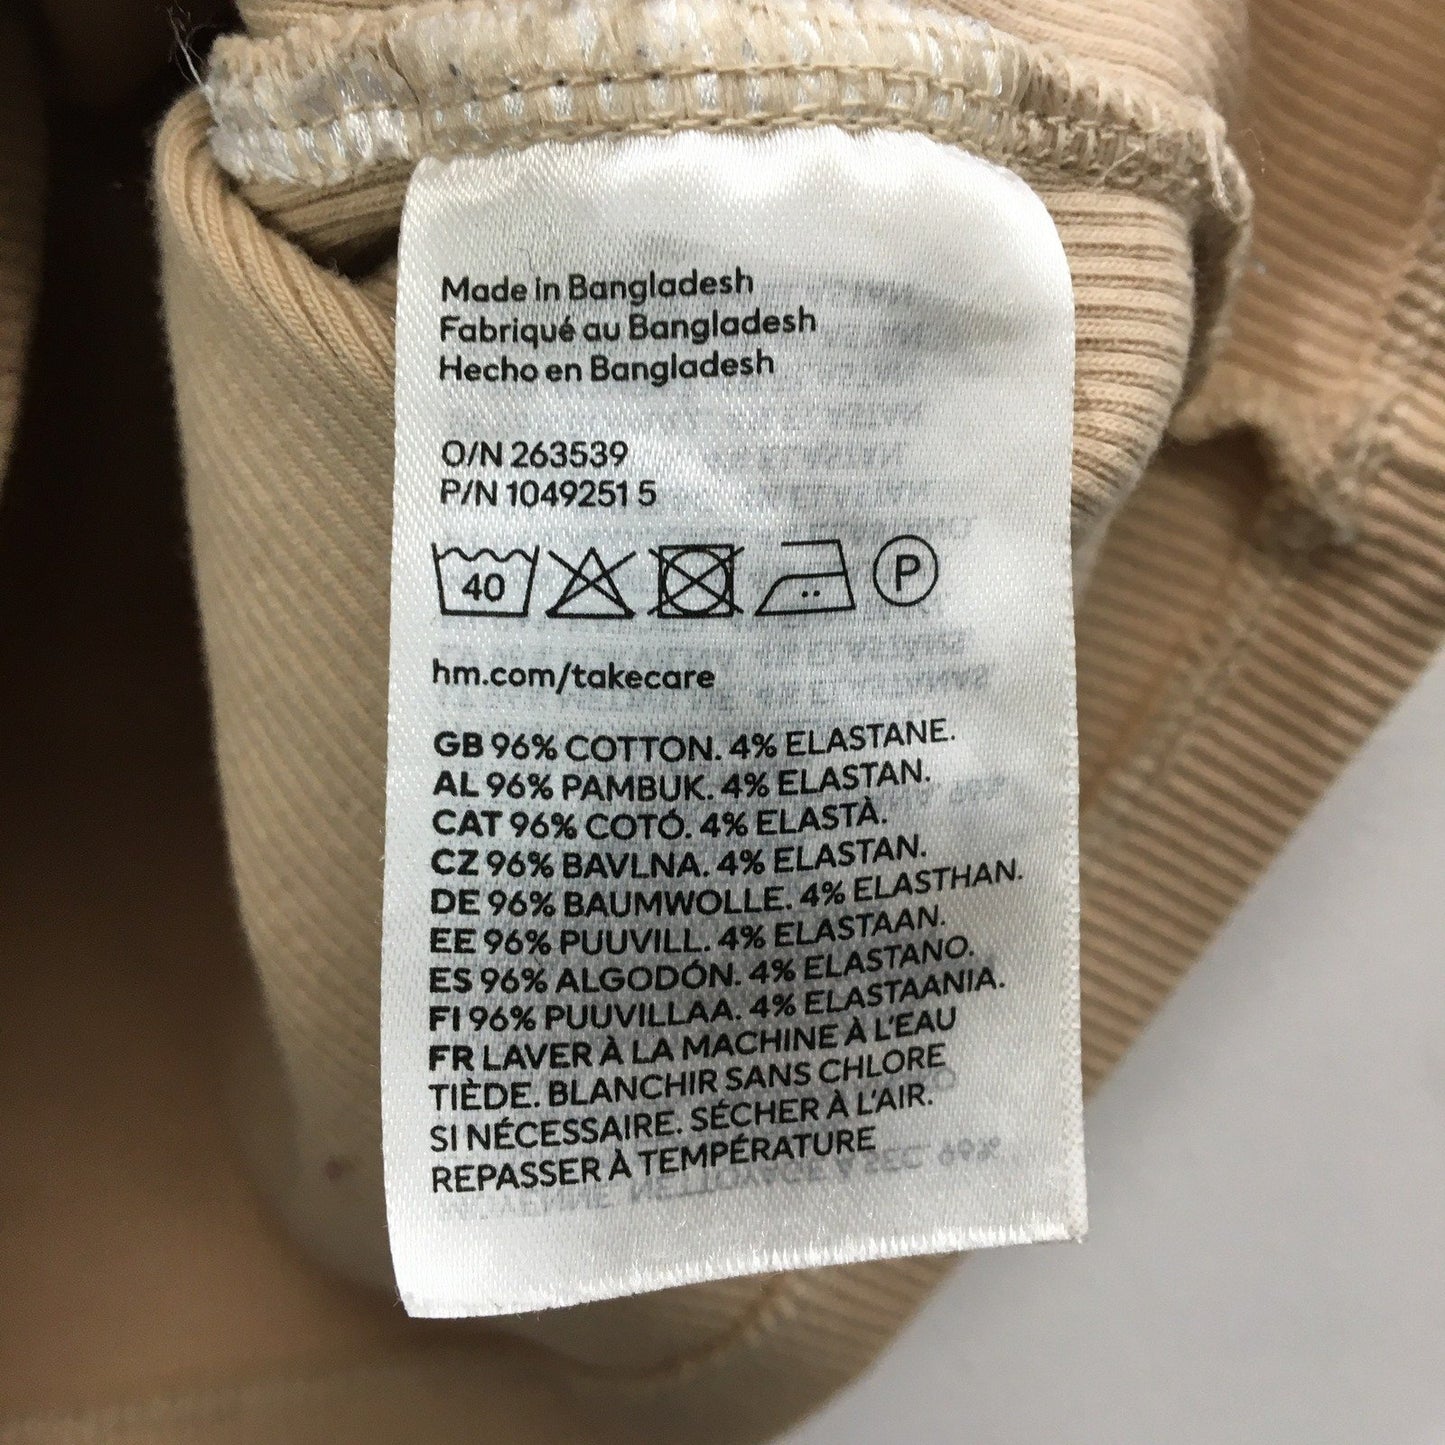 Made in Bangladesh
Fabriqué au Bangladesh
Hecho en Bangladesh
O/N 263539
P/N 1049251 5
40 P
hm.com/takecare
GB 96% COTTON. 4% ELASTANE.
AL 96% PAMBUK. 4% ELASTAN.
CAT 96% COTÓ. 4% ELASTÀ.
CZ 96% BAVLNA. 4% ELASTAN.
DE 96% BAUMWOLLE. 4% ELASTHAN.
EE 96% PUUVILL. 4% ELASTAAN.
ES 96% ALGODÓN. 4% ELASTANO.
FI 96% PUUVILLAA. 4% ELASTAANIA.
FR LAVER À LA MACHINE À L'EAU
TIÈDE. BLANCHIR SANS CHLORE
SI NÉCESSAIRE. SÉCHER À L'AIR.
REPASSER À TEMPÉRATURE